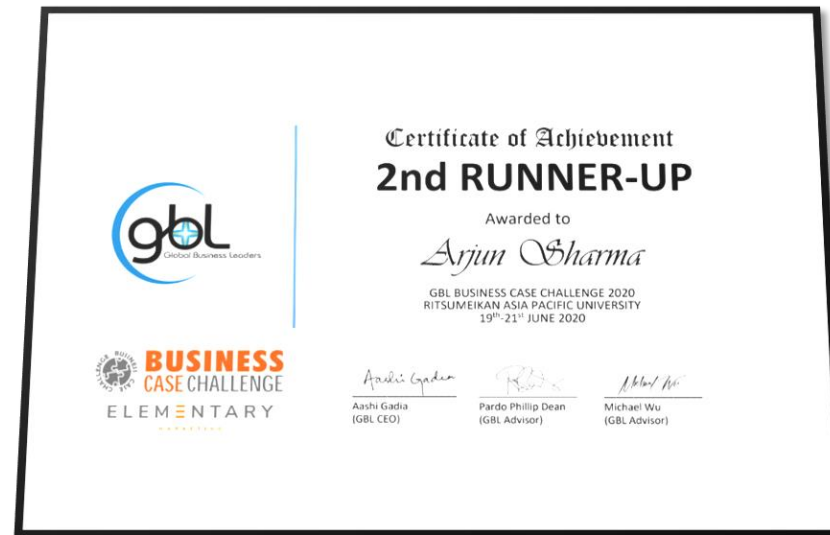 Certificate of Achievement
2nd RUNNER-UP
Awarded to
Arjun Sharma
GBL BUSINESS CASE CHALLENGE 2020
RITSUMEIKAN ASIA PACIFIC UNIVERSITY
19th-21st JUNE 2020
gbl
Global Business Leaders
BUSINESS
CASE CHALLENGE
ELEMENTARY
Aashi Gadia
(GBL CEO)
Pardo Phillip Dean
(GBL Advisor)
Michael Wu
(GBL Advisor)